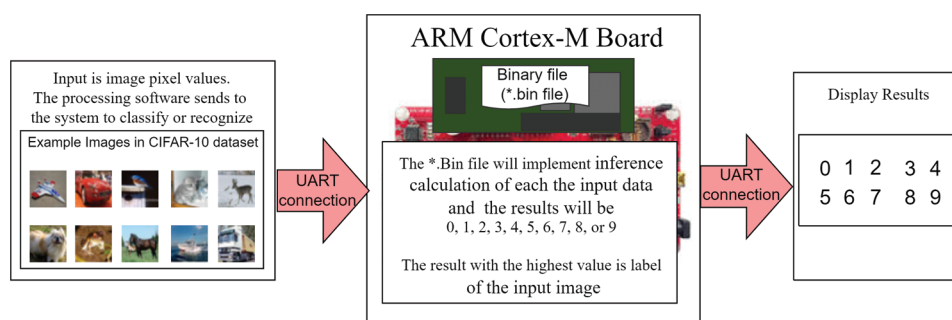 Input is image pixel values.
The processing software sends to
the system to classify or recognize
Example Images in CIFAR-10 dataset
UART
connection
ARM Cortex-M Board
Binary file
(*.bin file)
The *.Bin file will implement inference
calculation of each the input data
and the results will be
0, 1, 2, 3, 4, 5, 6, 7, 8, or 9
The result with the highest value is label
of the input image
UART
connection
Display Results
0 1 2 3 4
5 6 7 8 9